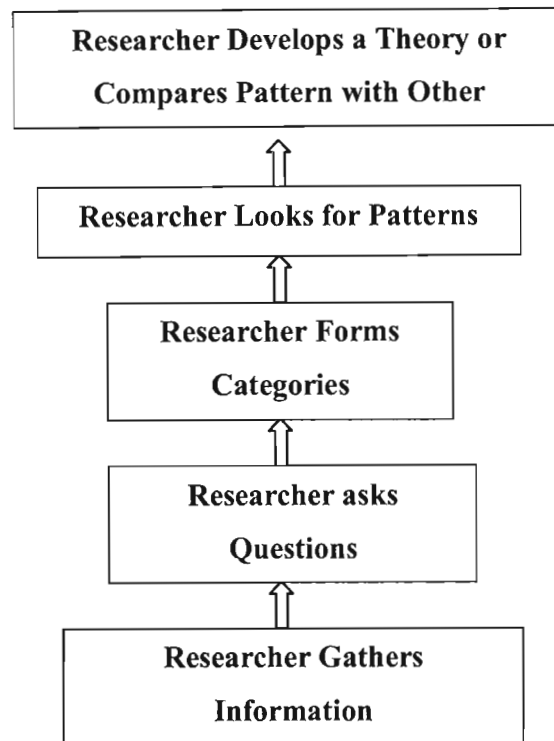 Researcher Develops a Theory or
Compares Pattern with Other
Researcher Looks for Patterns
Researcher Forms
Categories
Researcher asks
Questions
Researcher Gathers
Information